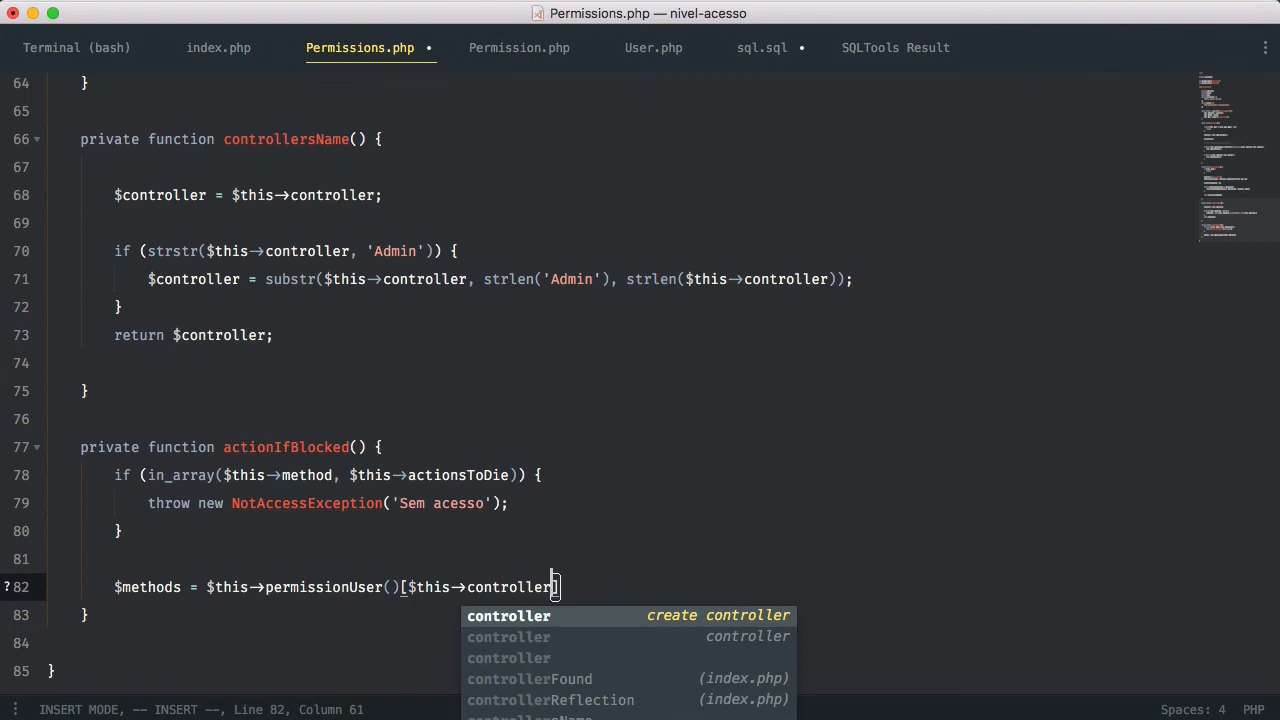 Permissions.php — nivel-acesso
Terminal (bash) index.php Permissions.php • Permission.php User.php sql.sql • SQLTools Result
64 }
65
66 private function controllersName() {
67
68 $controller = $this->controller;
69
70 if (strstr($this->controller, 'Admin')) {
71 $controller = substr($this->controller, strlen('Admin'), strlen($this->controller));
72 }
73 return $controller;
74
75 }
76
77 private function actionIfBlocked() {
78 if (in_array($this->method, $this->actionsToDie)) {
79 throw new NotAccessException('Sem acesso');
80 }
81
?82 $methods = $this->permissionUser()[$this->controller]
controller create controller
83 }
controller controller
84
controller
controllerFound (index.php)
85 }
controllerReflection (index.php)
INSERT MODE, -- INSERT --, Line 82, Column 61
controllersName
Spaces: 4 PHP